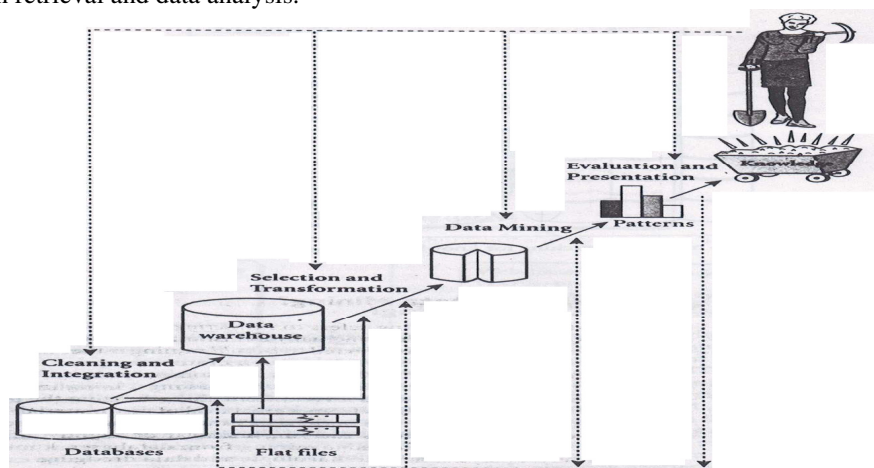 retrieval and data analysis.
Knowled
Evaluation and
Presentation
Patterns
Data Mining
Selection and
Transformation
Data
warehouse
Cleaning and
Integration
Databases
Flat files